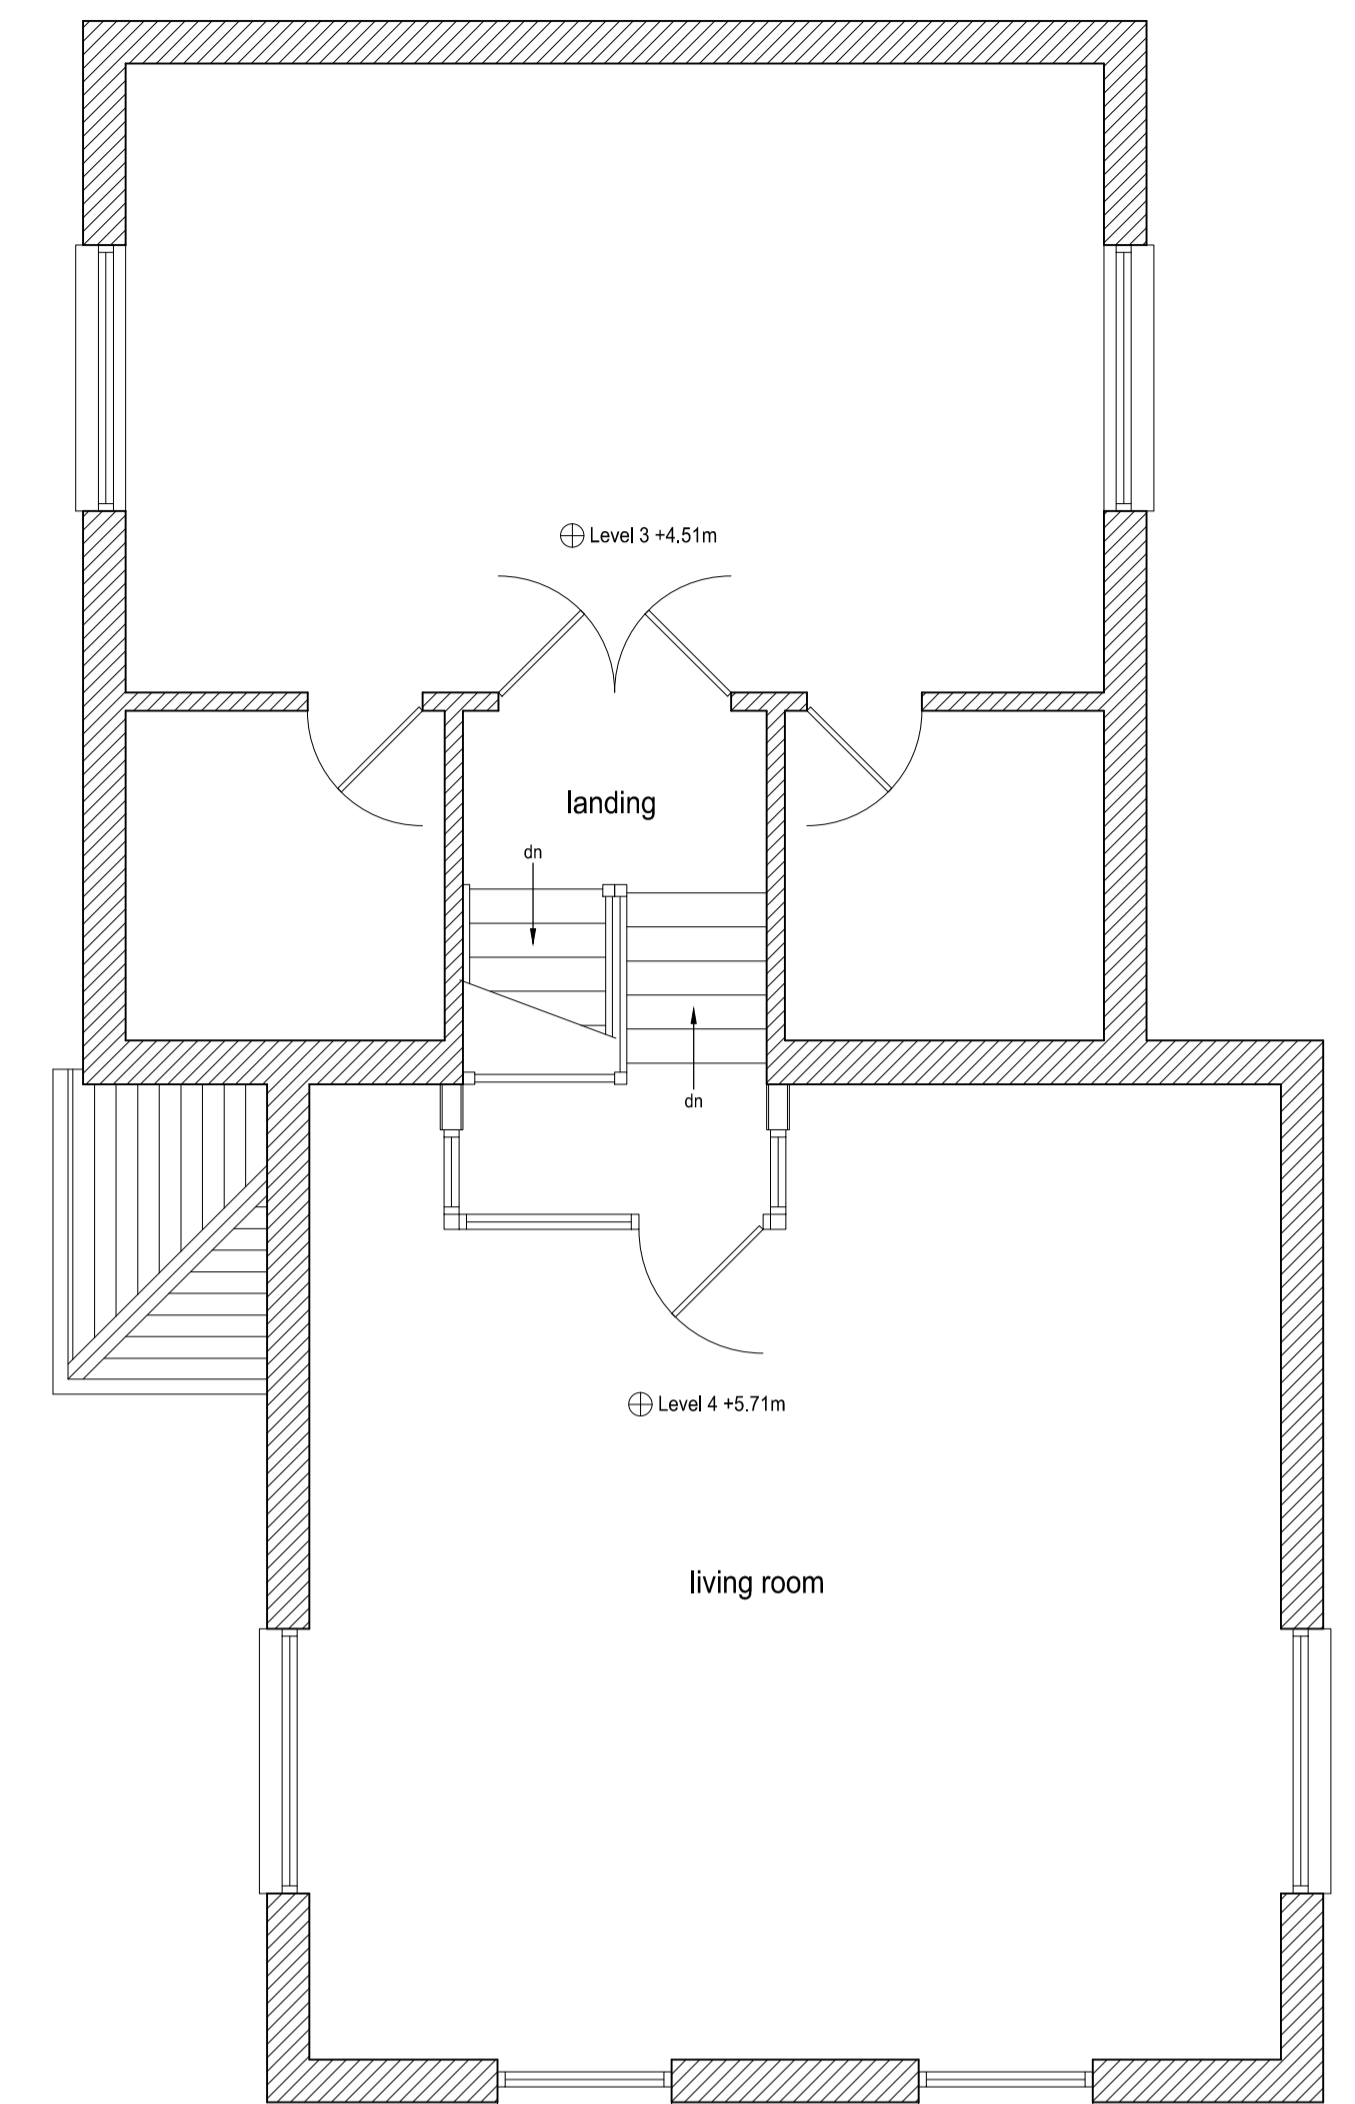 Level 3 +4.51m
landing
dn
dn
Level 4 +5.71m
living room